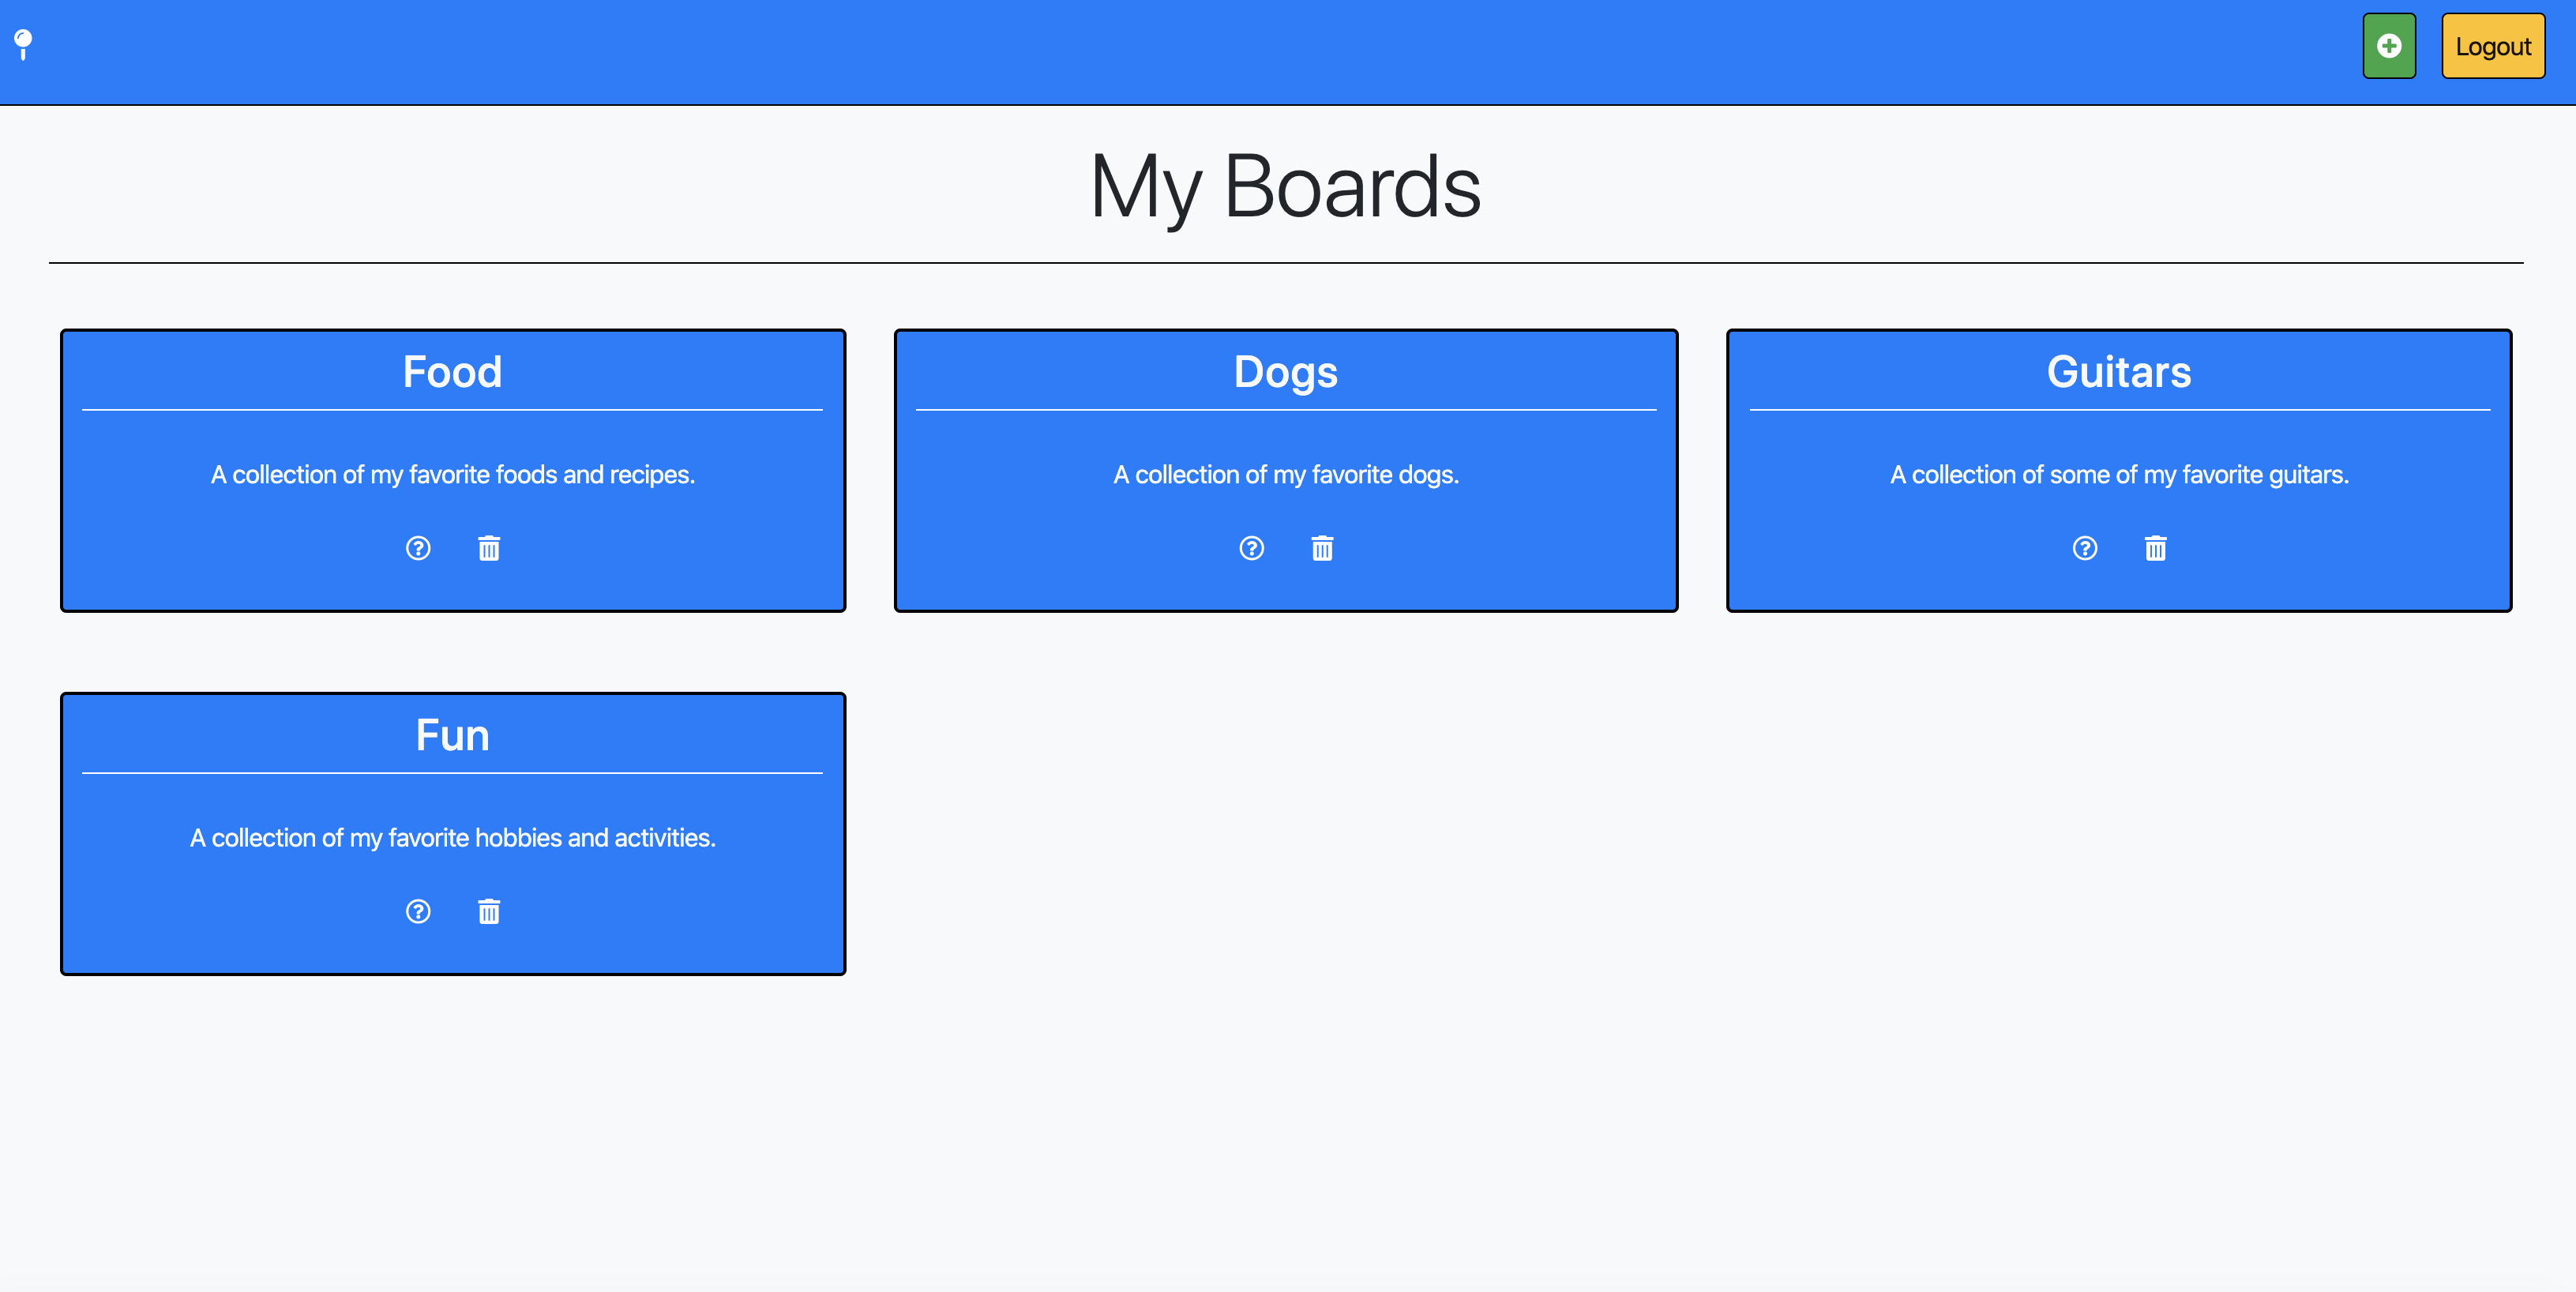 Logout
My Boards
Food
A collection of my favorite foods and recipes.
Dogs
A collection of my favorite dogs.
Guitars
A collection of some of my favorite guitars.
Fun
A collection of my favorite hobbies and activities.